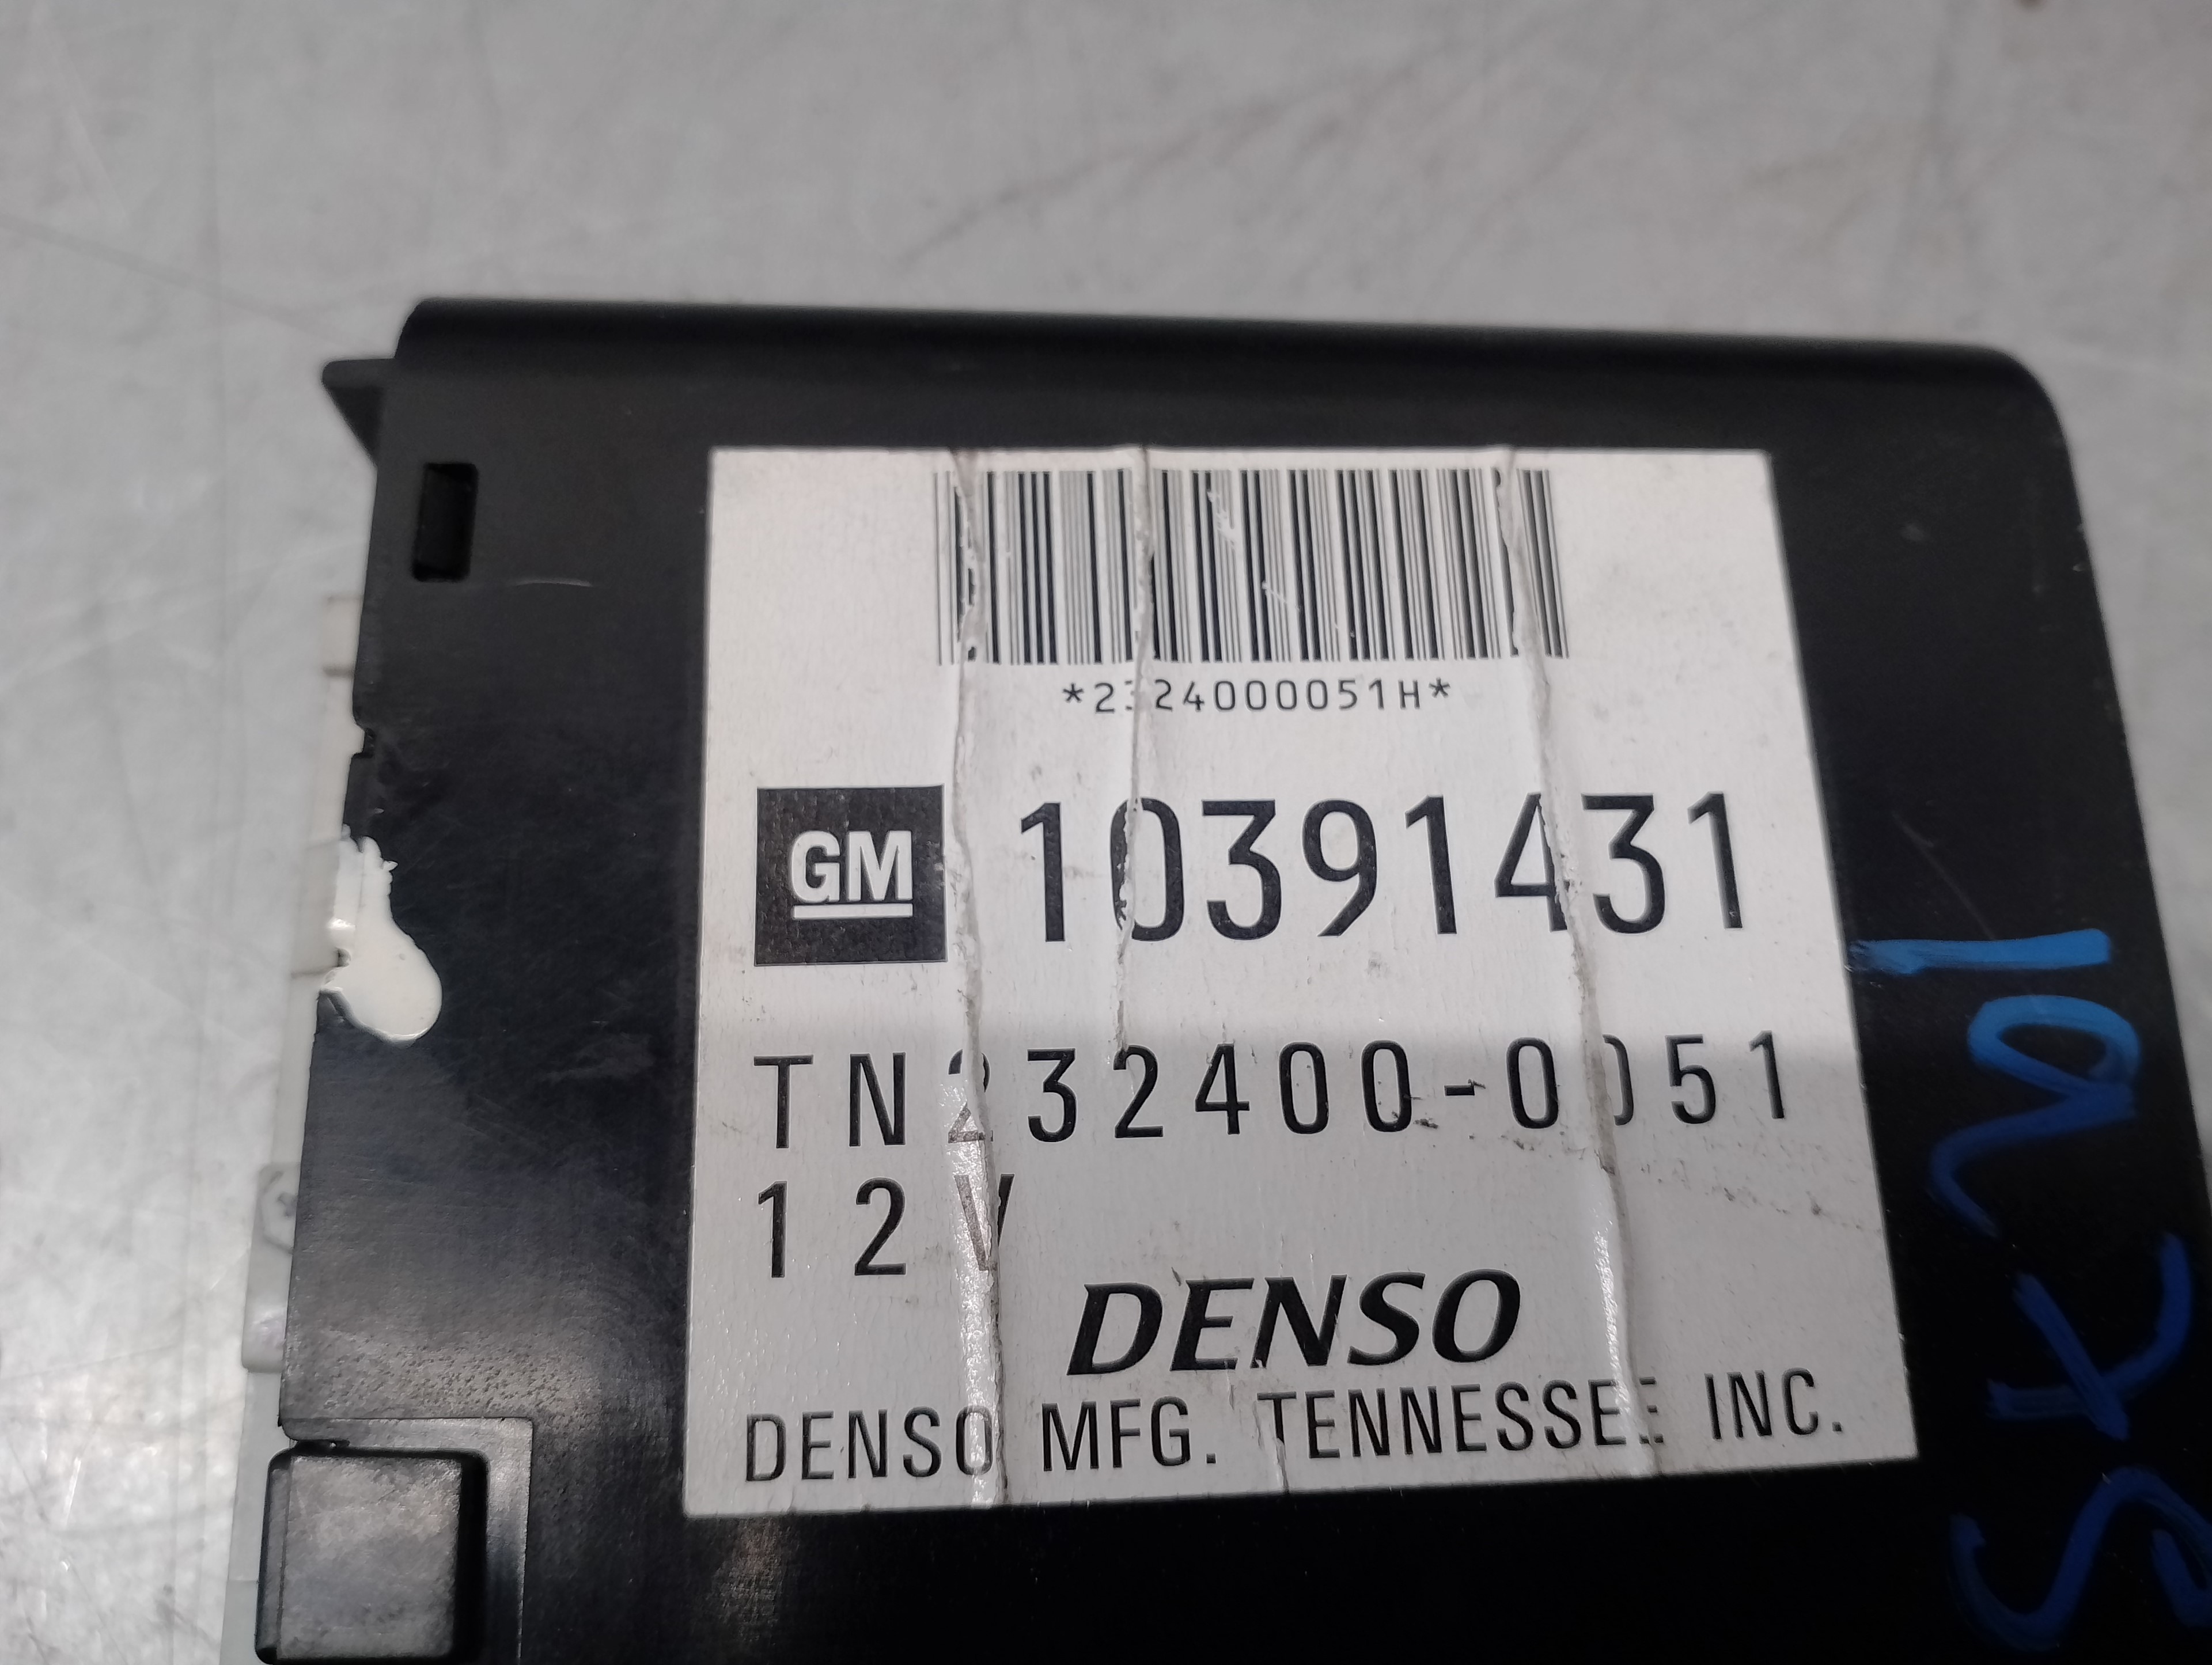 *2324000051H*
GM 10391431
TN232400-0051
12V
DENSO
DENSO MFG. TENNESSEE INC.